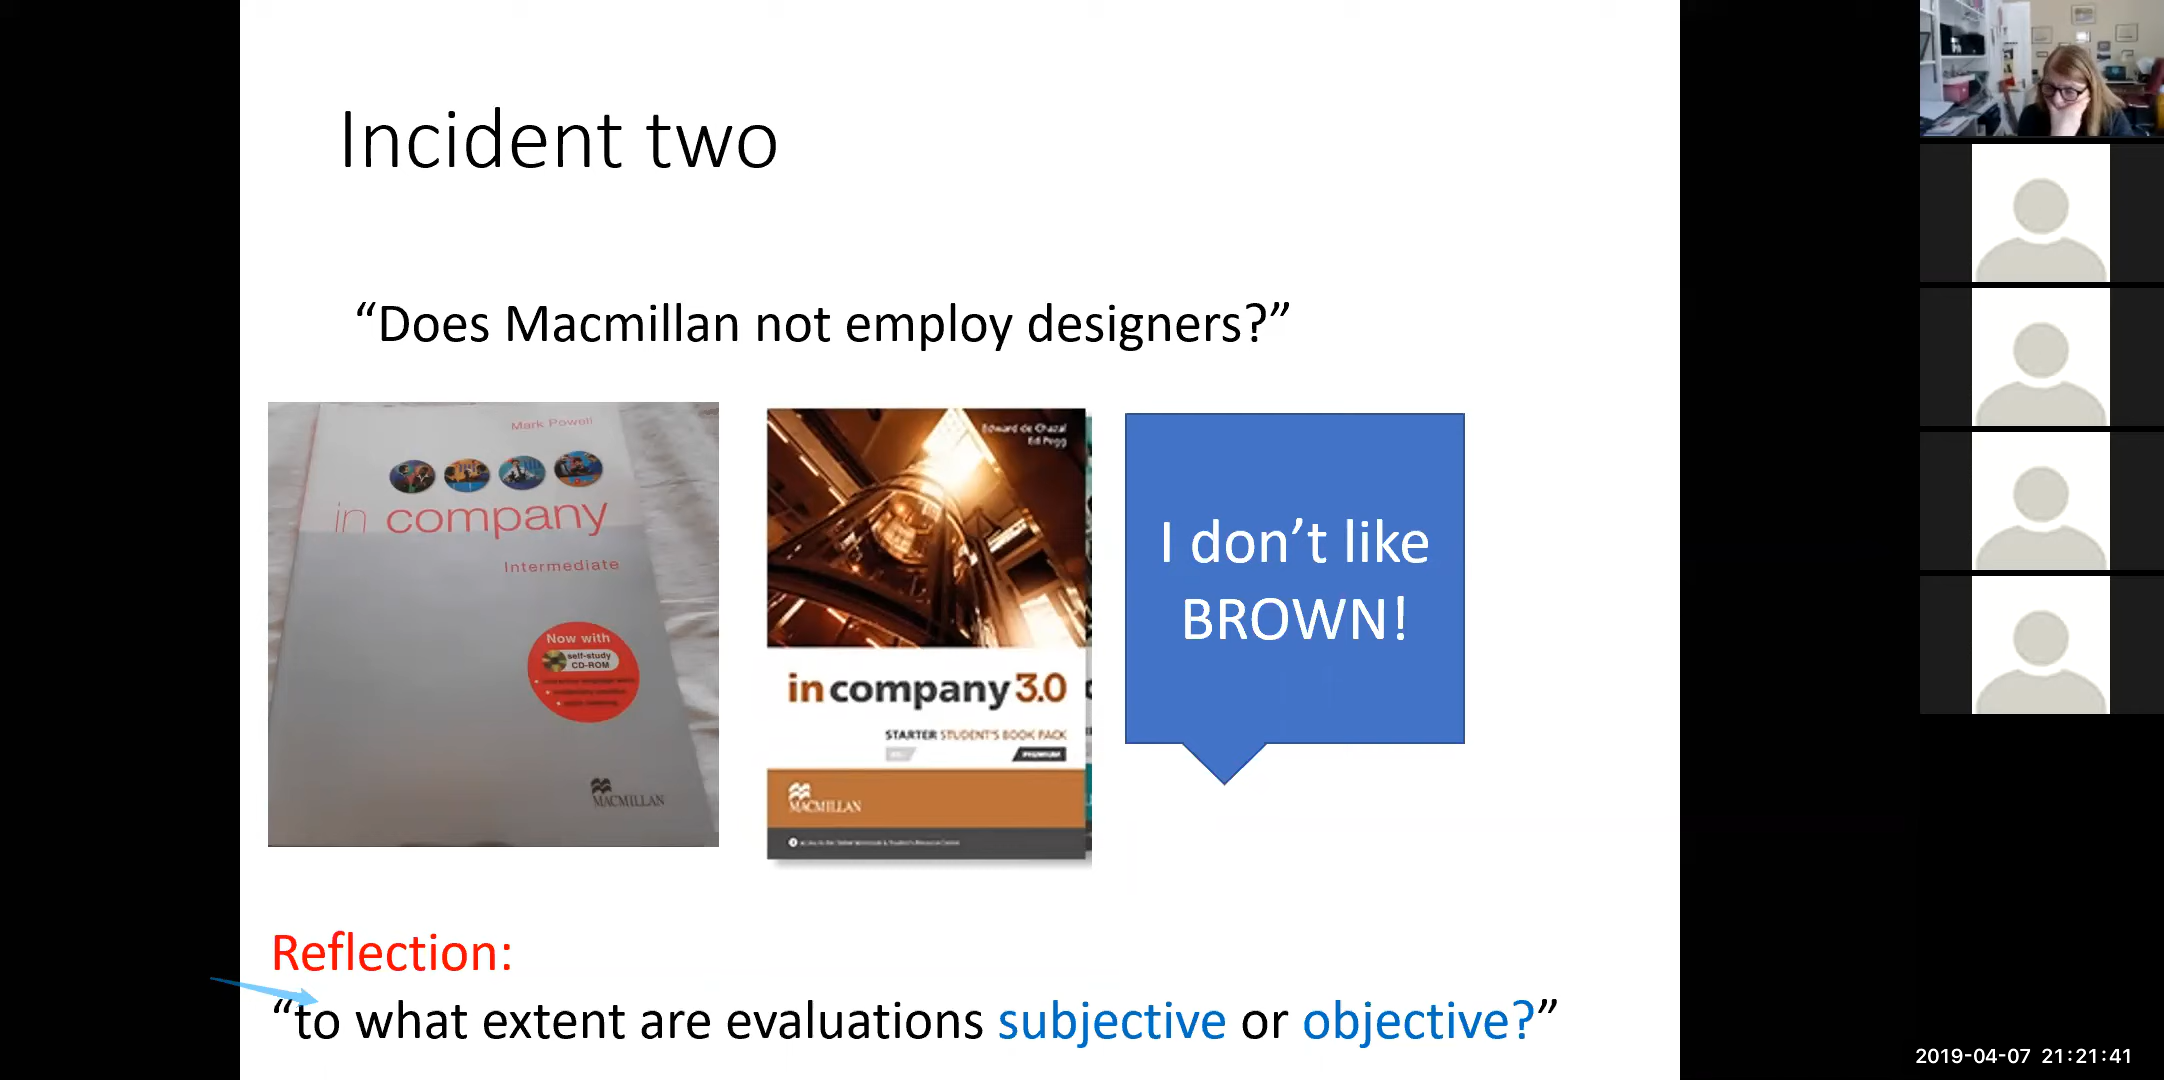 Incident two
“Does Macmillan not employ designers?”
Mark Powell
in company
Intermediate
Now with
self-study
CD-ROM
MACMILLAN
Edward de Chazal
Ed Pegg
in company 3.0
STARTER STUDENT'S BOOK PACK
PREMIUM
MACMILLAN
I don’t like
BROWN!
Reflection:
“to what extent are evaluations subjective or objective?”
2019-04-07 21:21:41